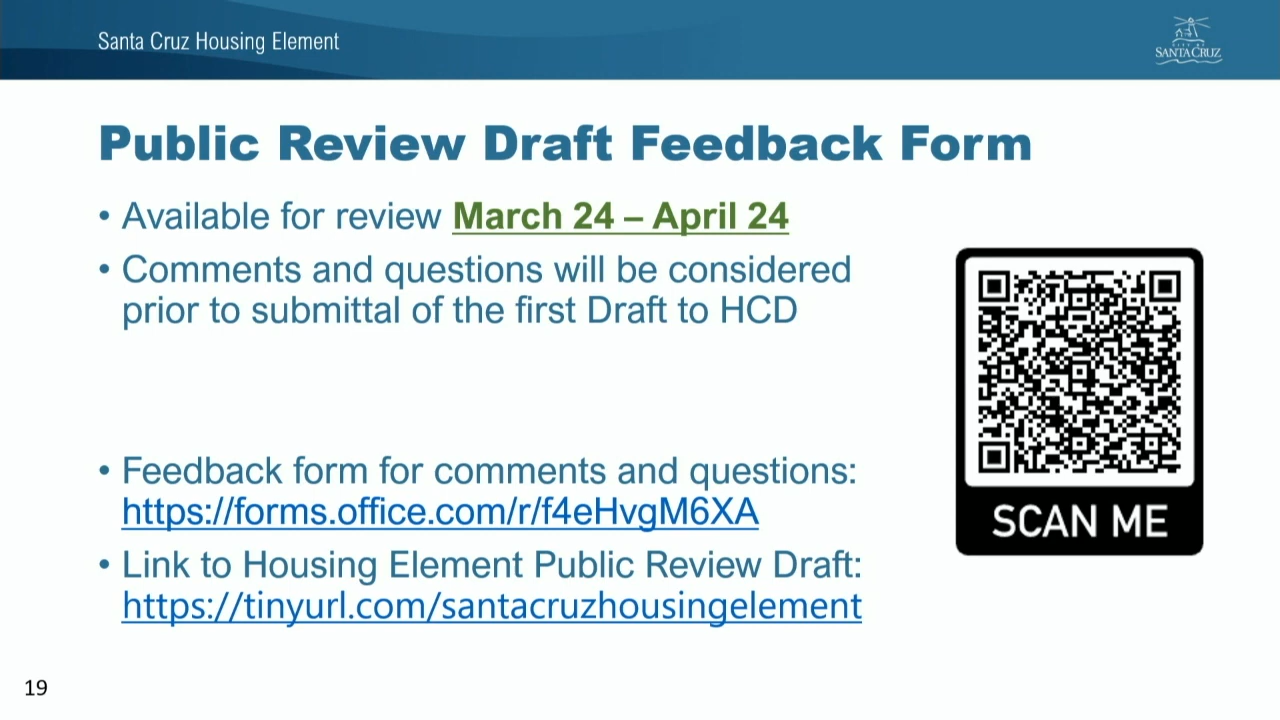 Santa Cruz Housing Element
CITY OF
SANTA CRUZ
Public Review Draft Feedback Form
• Available for review March 24 – April 24
• Comments and questions will be considered
prior to submittal of the first Draft to HCD
• Feedback form for comments and questions:
https://forms.office.com/r/f4eHvgM6XA
• Link to Housing Element Public Review Draft:
https://tinyurl.com/santacruzhousingelement
SCAN ME
19